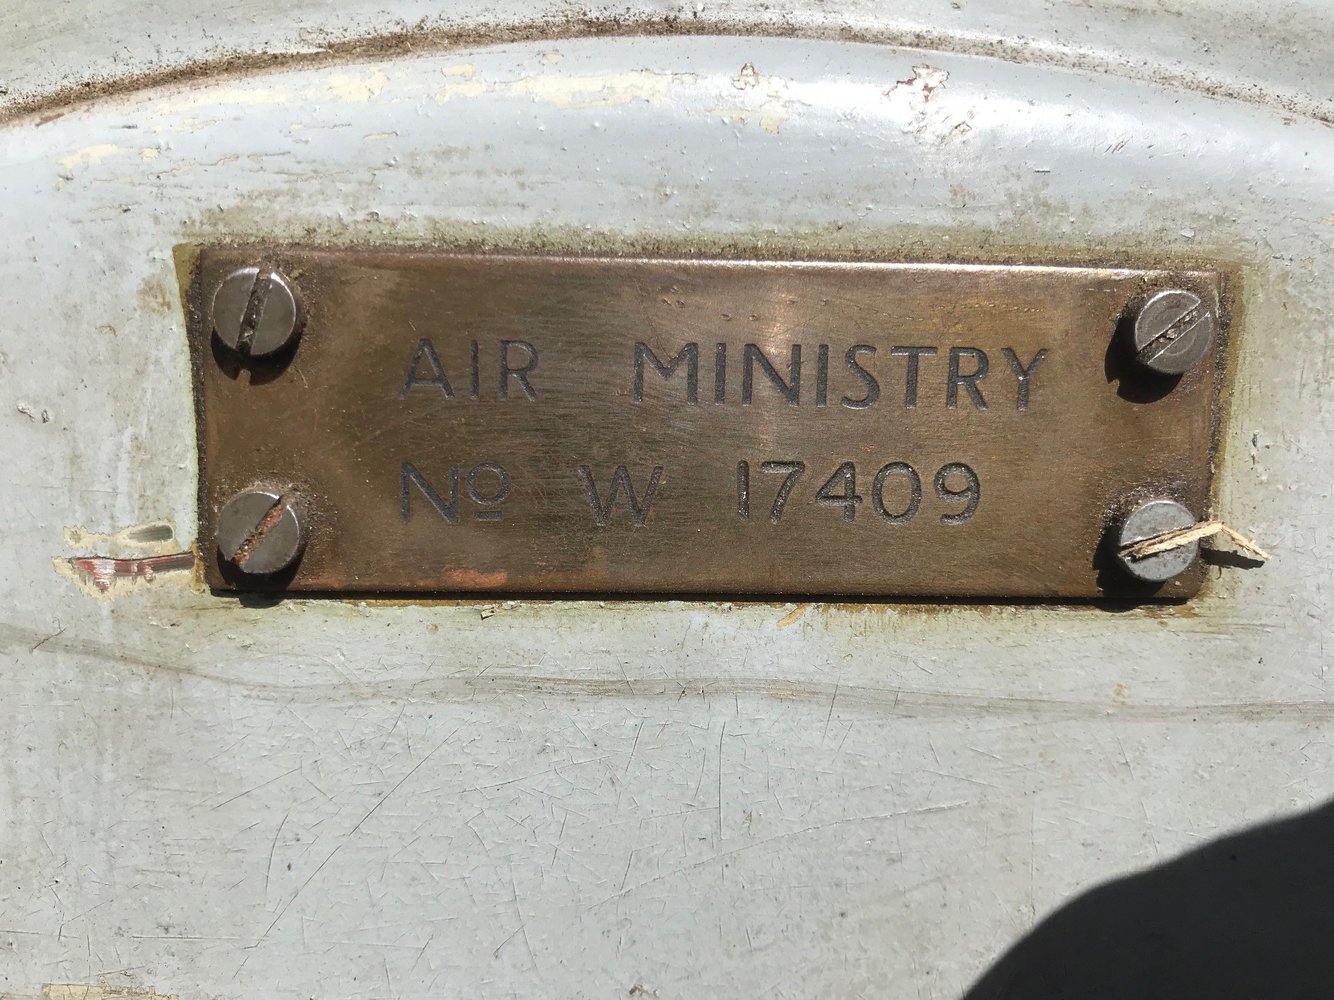 AIR MINISTRY
Nº W 17409